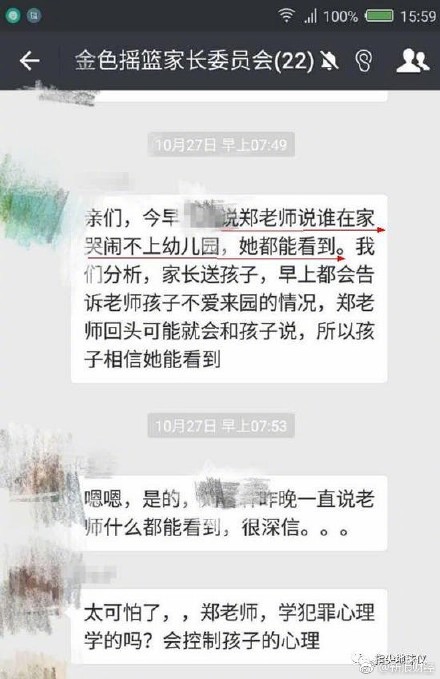 100% 15:59
金色摇篮家长委员会(22)
10月27日 早上07:49
亲们，今早 说郑老师说谁在家
哭闹不上幼儿园，她都能看到。我
们分析，家长送孩子，早上都会告
诉老师孩子不爱来园的情况，郑老
师回头可能就会和孩子说，所以孩
子相信她能看到
10月27日 早上07:53
嗯嗯，是的， 昨晚一直说老
师什么都能看到，很深信。。。
太可怕了，，郑老师，学犯罪心理
学的吗？会控制孩子的心理